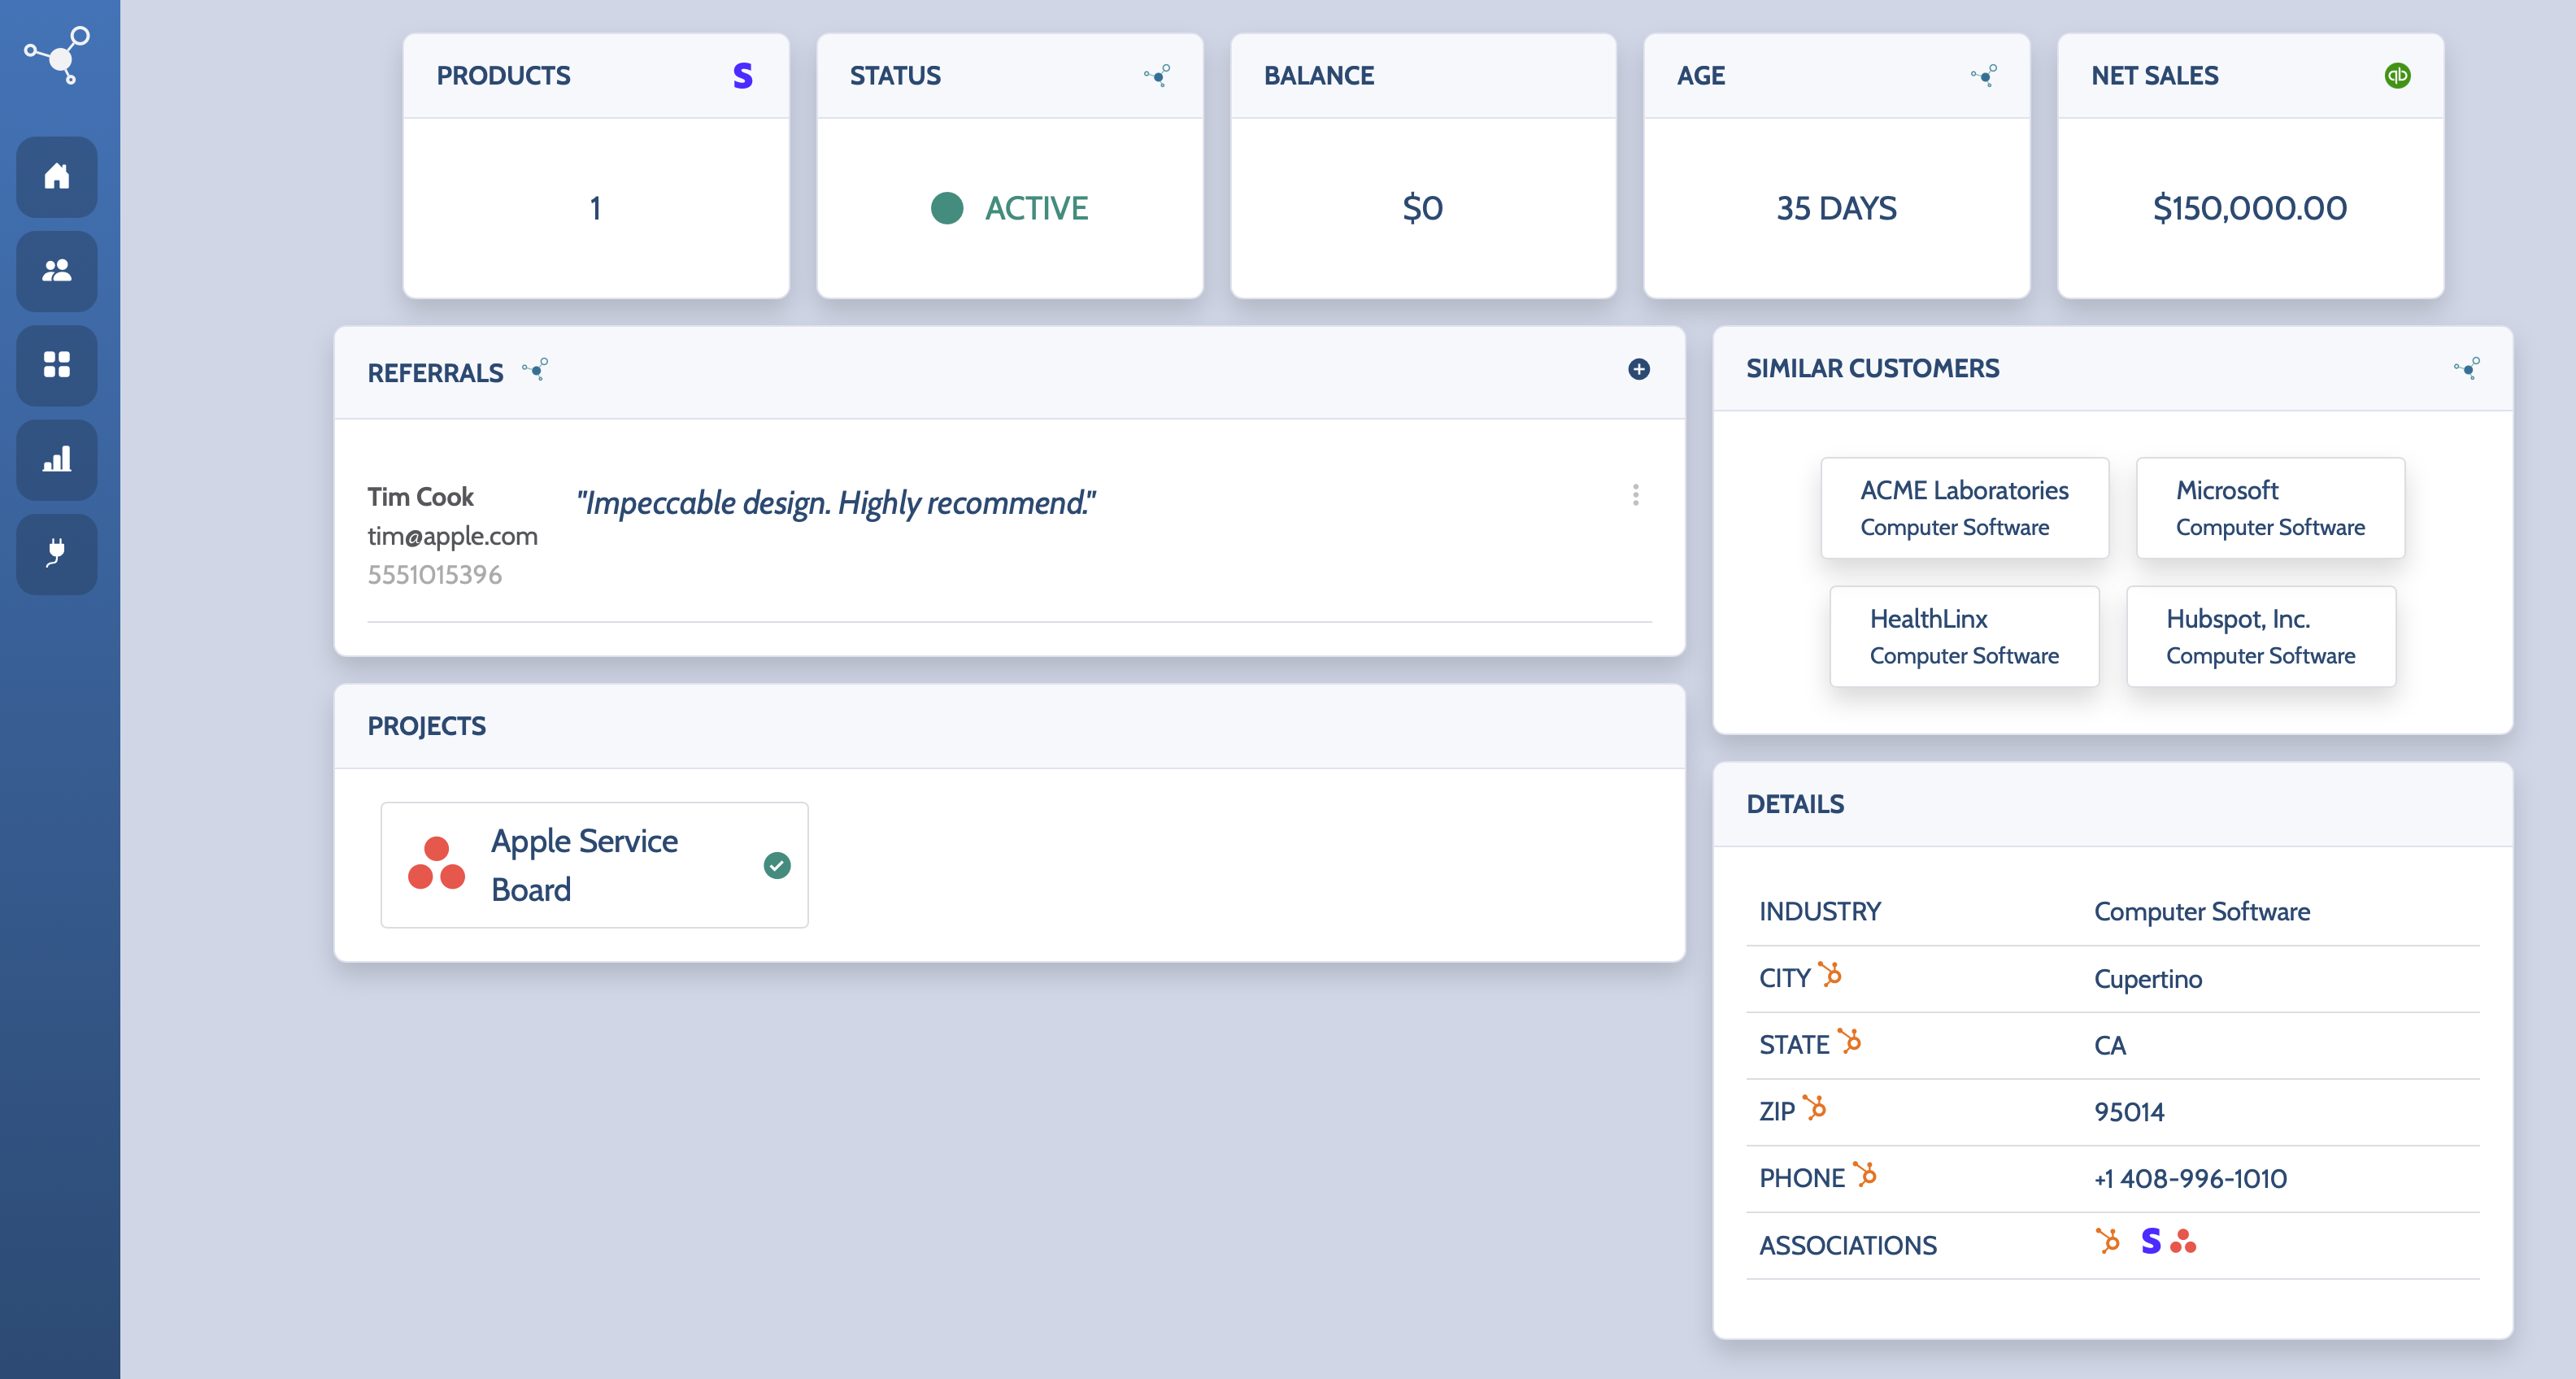 PRODUCTS
S
1
STATUS
ACTIVE
BALANCE
$0
AGE
35 DAYS
NET SALES
qb
$150,000.00
REFERRALS
Tim Cook
tim@apple.com
5551015396
"Impeccable design. Highly recommend."
PROJECTS
Apple Service
Board
SIMILAR CUSTOMERS
ACME Laboratories
Computer Software
Microsoft
Computer Software
HealthLinx
Computer Software
Hubspot, Inc.
Computer Software
DETAILS
INDUSTRY Computer Software
CITY Cupertino
STATE CA
ZIP 95014
PHONE +1 408-996-1010
ASSOCIATIONS S